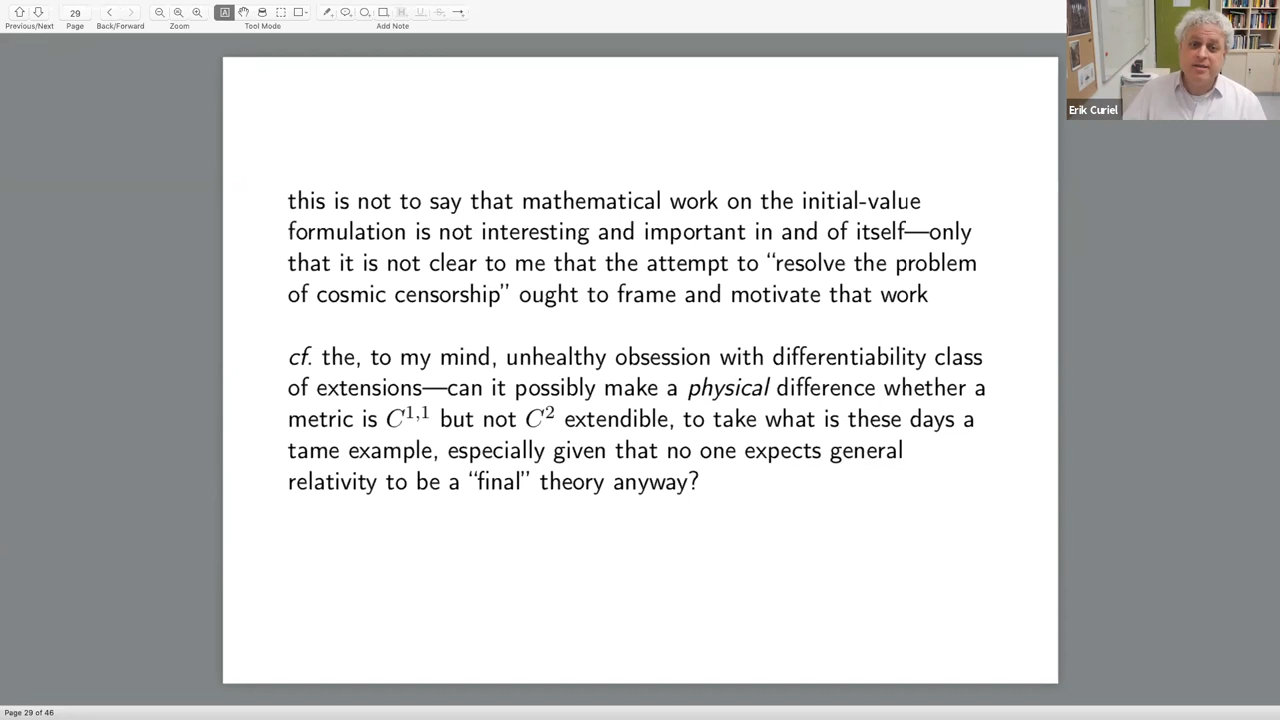 29
Previous/Next
Page
Back/Forward
Zoom
Tool Mode
Add Note
Erik Curiel
this is not to say that mathematical work on the initial-value
formulation is not interesting and important in and of itself—only
that it is not clear to me that the attempt to “resolve the problem
of cosmic censorship” ought to frame and motivate that work
cf. the, to my mind, unhealthy obsession with differentiability class
of extensions—can it possibly make a physical difference whether a
metric is C^{1,1} but not C^2 extendible, to take what is these days a
tame example, especially given that no one expects general
relativity to be a “final” theory anyway?
Page 29 of 46